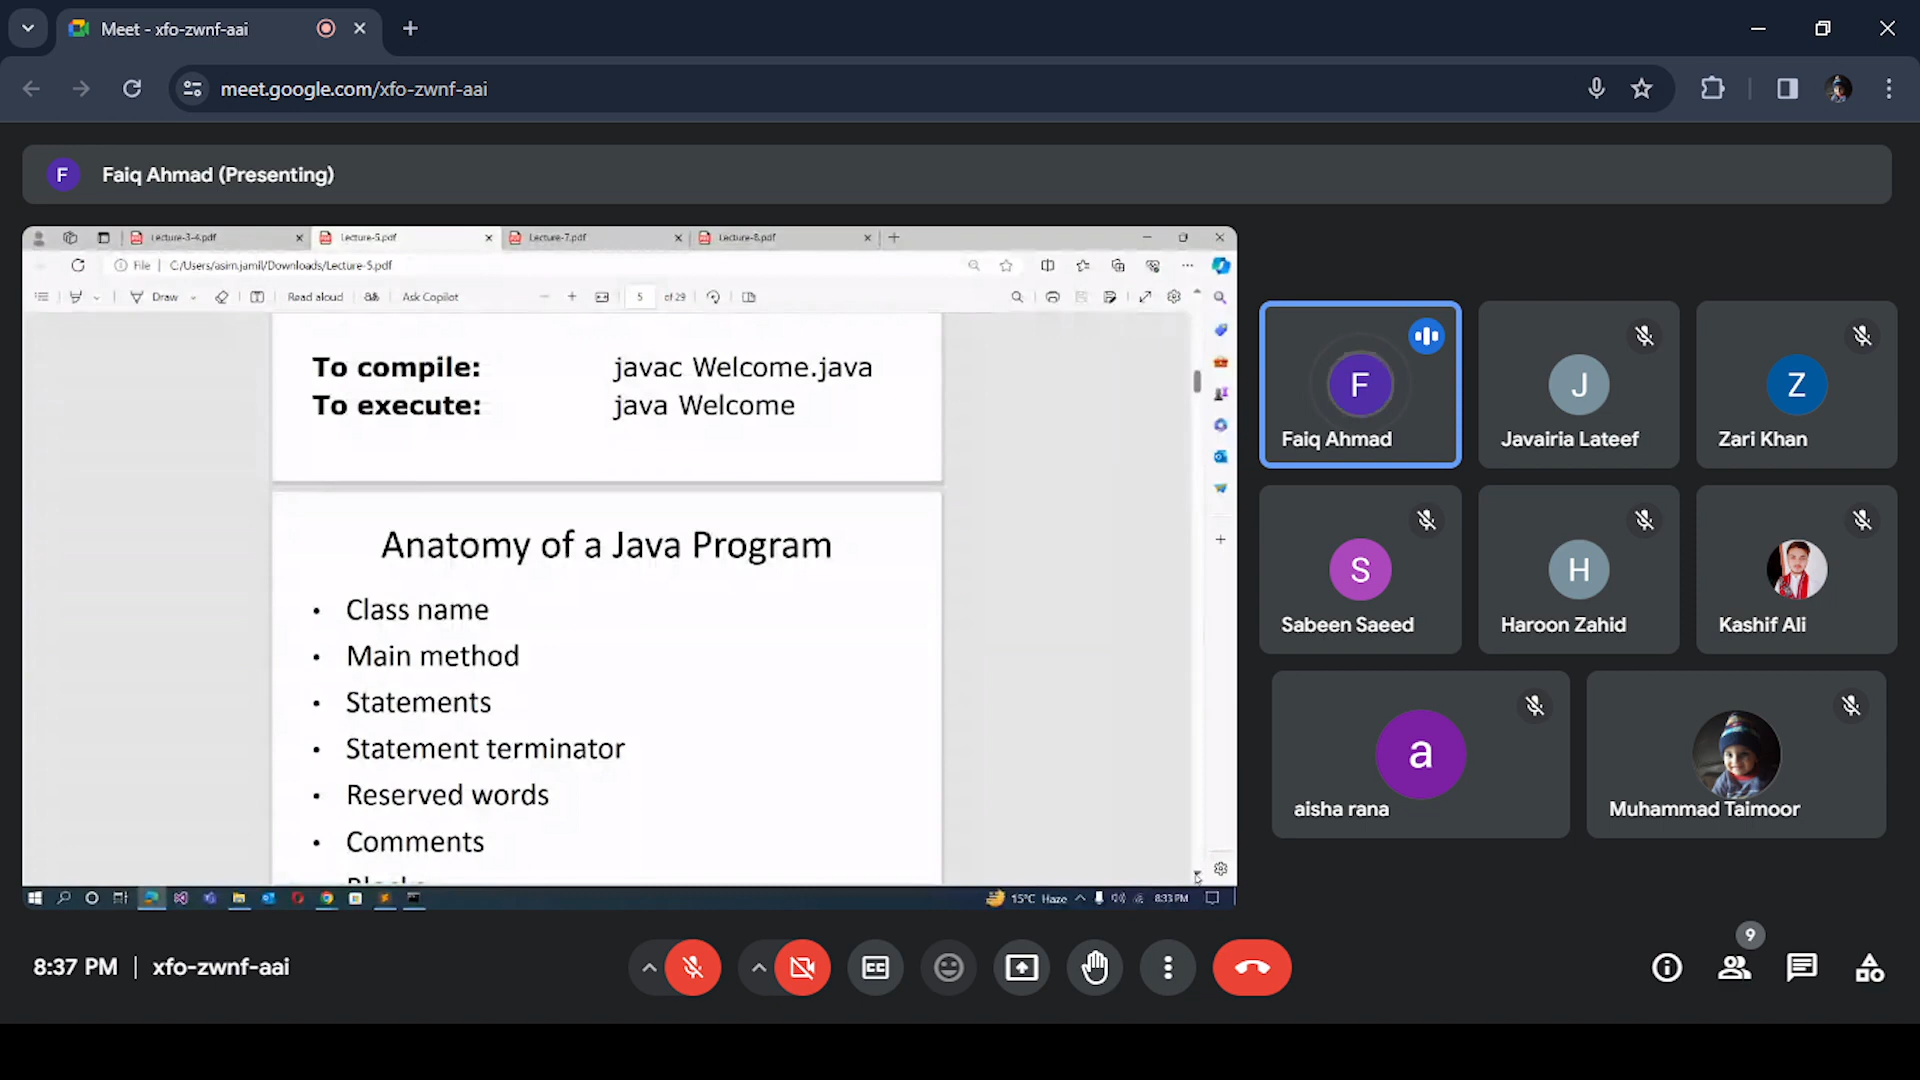 Meet - xfo-zwnf-aai
meet.google.com/xfo-zwnf-aai
F Faiq Ahmad (Presenting)
Lecture-3-4.pdf
Lecture-5.pdf
Lecture-7.pdf
Lecture-8.pdf
File | C:/Users/asim.jamil/Downloads/Lecture-5.pdf
Draw
Read aloud
Ask Copilot
5 of 29
To compile: javac Welcome.java
To execute: java Welcome
Anatomy of a Java Program
• Class name
• Main method
• Statements
• Statement terminator
• Reserved words
• Comments
15°C Haze
8:33 PM
F
Faiq Ahmad
J
Javairia Lateef
Z
Zari Khan
S
Sabeen Saeed
H
Haroon Zahid
Kashif Ali
a
aisha rana
Muhammad Taimoor
8:37 PM | xfo-zwnf-aai
CC
9